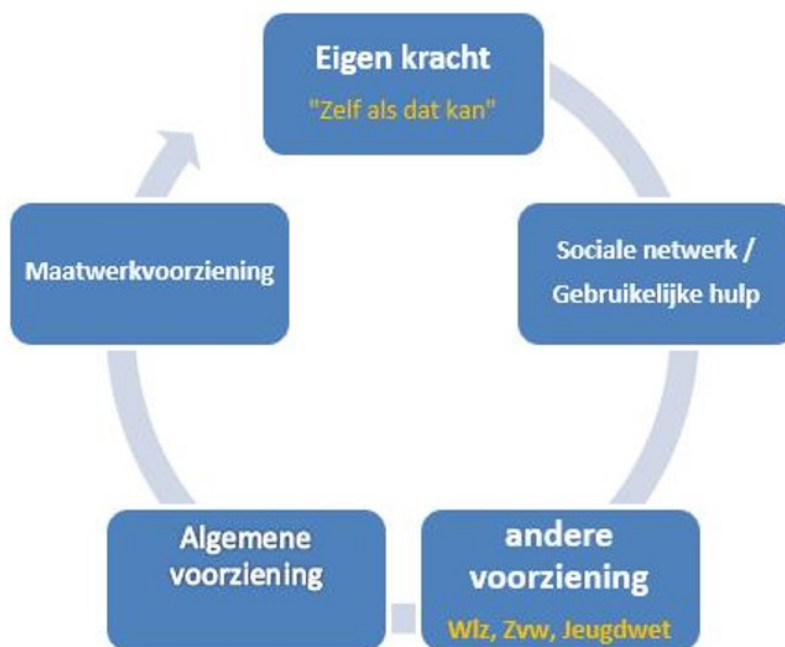 Eigen kracht
"Zelf als dat kan"
Sociale netwerk /
Gebruikelijke hulp
andere
voorziening
Wlz, Zvw, Jeugdwet
Algemene
voorziening
Maatwerkvoorziening